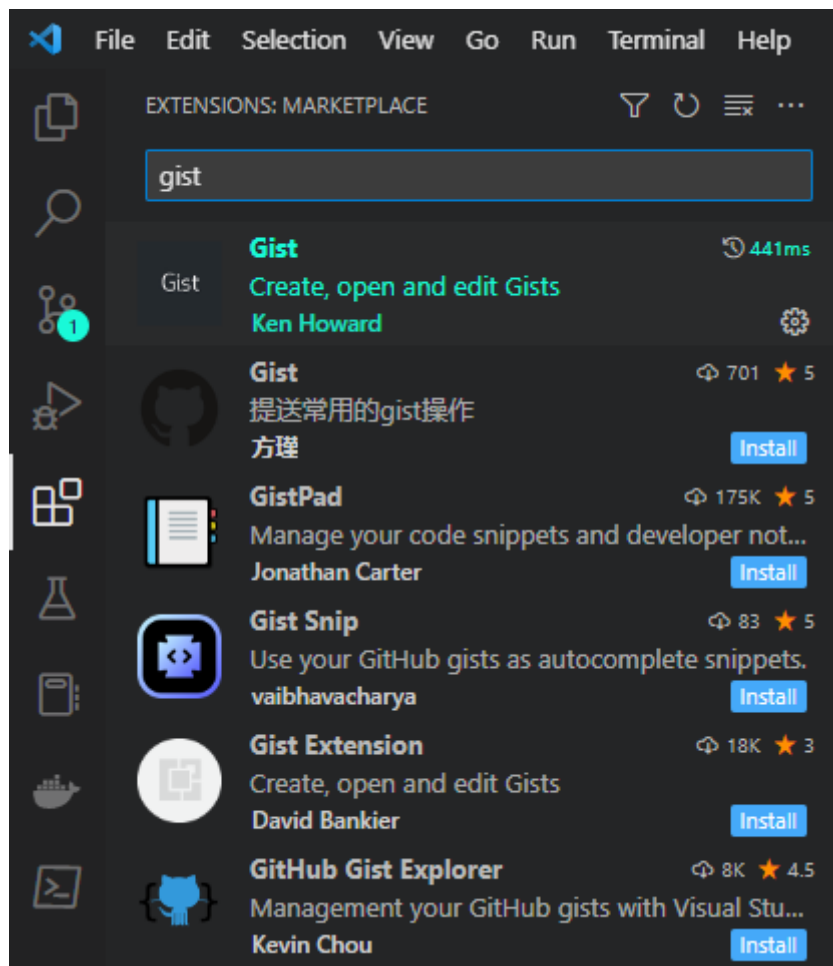 File Edit Selection View Go Run Terminal Help
EXTENSIONS: MARKETPLACE
gist
Gist
Gist 441ms
Create, open and edit Gists
Ken Howard
1
Gist 701 5
提送常用的gist操作
方瑾 Install
GistPad 175K 5
Manage your code snippets and developer not...
Jonathan Carter Install
Gist Snip 83 5
Use your GitHub gists as autocomplete snippets.
vaibhavacharya Install
Gist Extension 18K 3
Create, open and edit Gists
David Bankier Install
GitHub Gist Explorer 8K 4.5
Management your GitHub gists with Visual Stu...
Kevin Chou Install